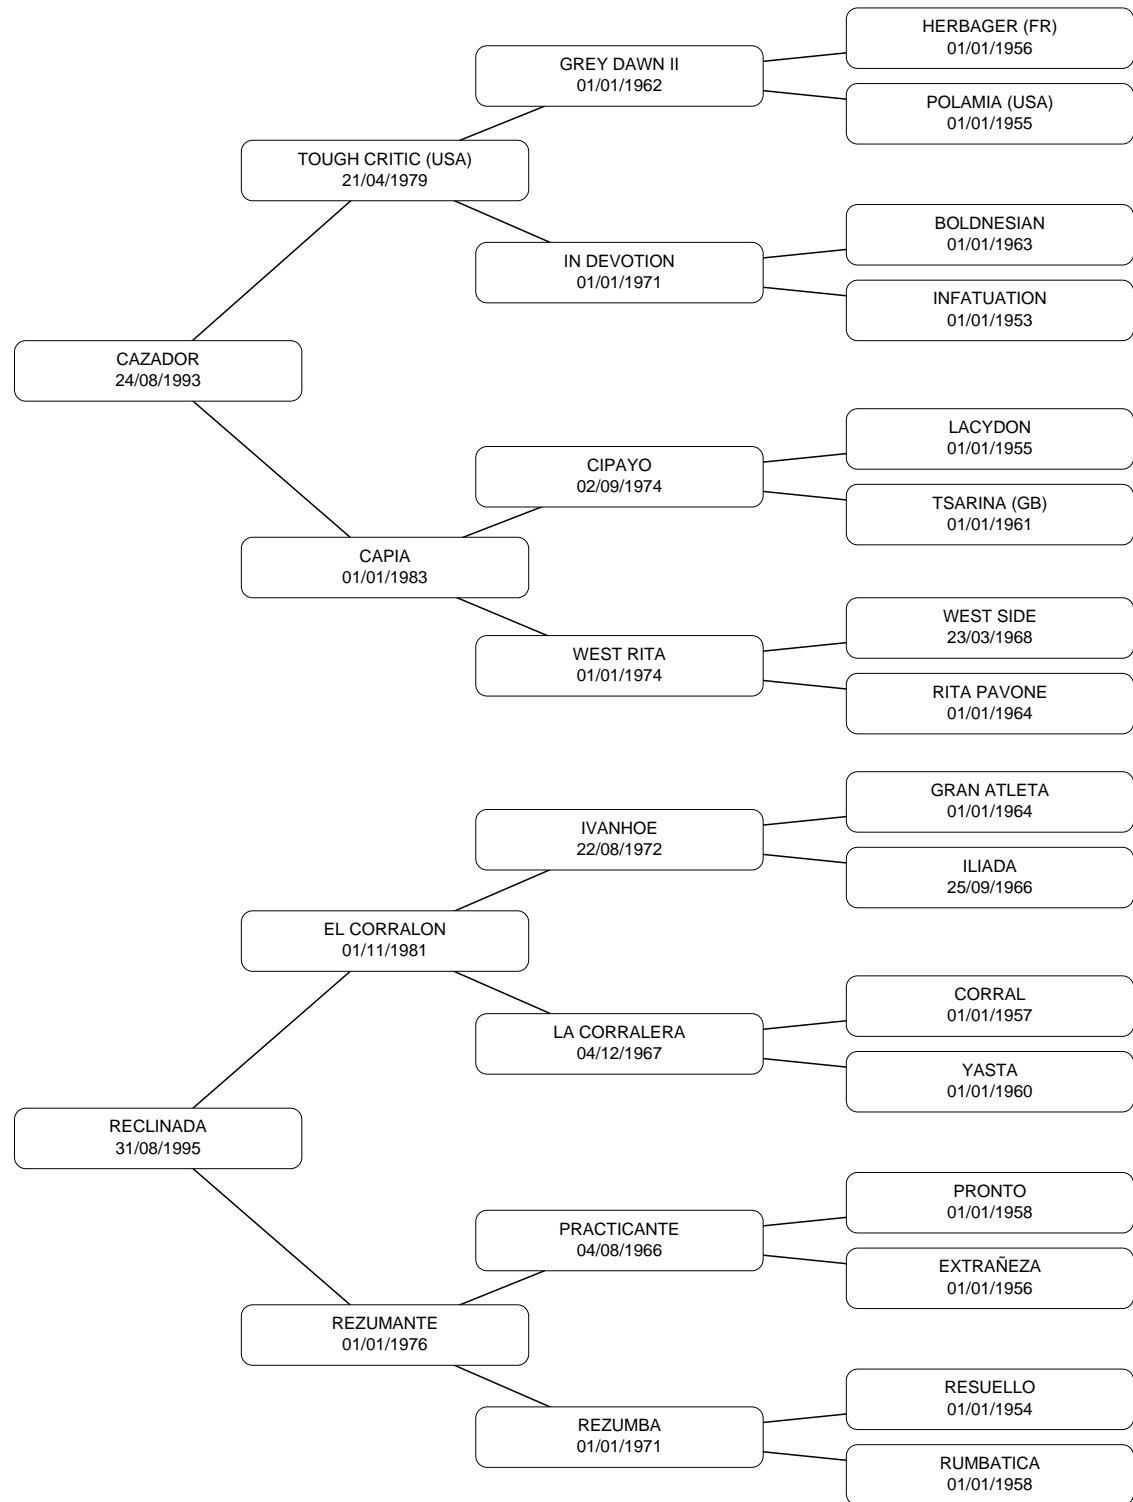 HERBAGER (FR)
01/01/1956
GREY DAWN II
01/01/1962
POLAMIA (USA)
01/01/1955
TOUGH CRITIC (USA)
21/04/1979
BOLDNESIAN
01/01/1963
IN DEVOTION
01/01/1971
INFATUATION
01/01/1953
CAZADOR
24/08/1993
LACYDON
01/01/1955
CIPAYO
02/09/1974
TSARINA (GB)
01/01/1961
CAPIA
01/01/1983
WEST SIDE
23/03/1968
WEST RITA
01/01/1974
RITA PAVONE
01/01/1964
GRAN ATLETA
01/01/1964
IVANHOE
22/08/1972
ILIADA
25/09/1966
EL CORRALON
01/11/1981
CORRAL
01/01/1957
LA CORRALERA
04/12/1967
YASTA
01/01/1960
RECLINADA
31/08/1995
PRONTO
01/01/1958
PRACTICANTE
04/08/1966
EXTRAÑEZA
01/01/1956
REZUMANTE
01/01/1976
RESUELLO
01/01/1954
REZUMBA
01/01/1971
RUMBATICA
01/01/1958